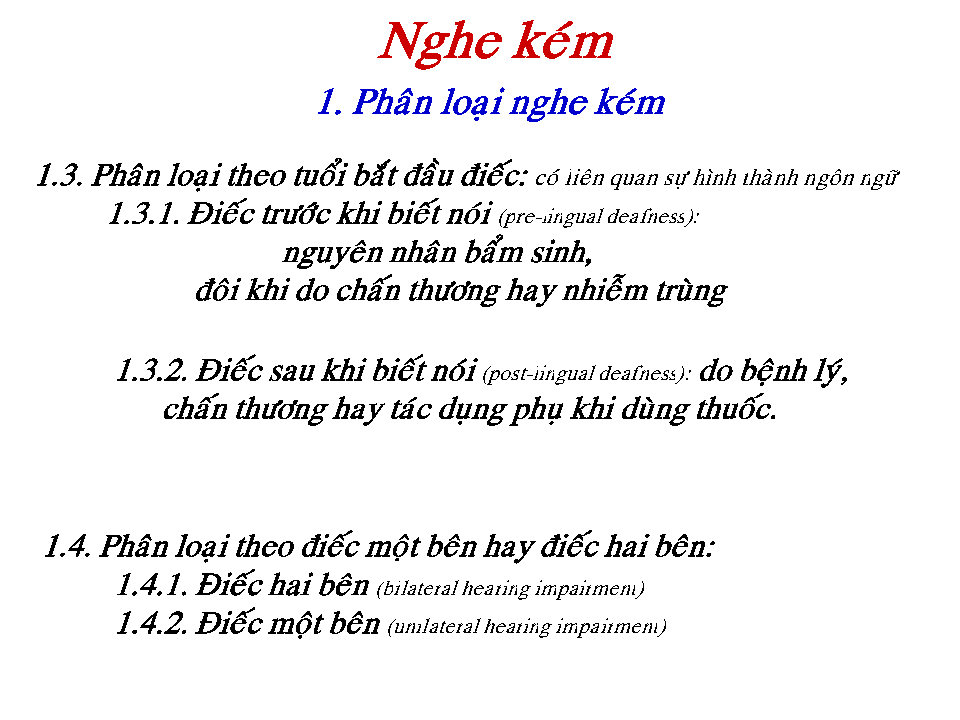 Nghe kém
1. Phân loại nghe kém
1.3. Phân loại theo tuổi bắt đầu điếc: có liên quan sự hình thành ngôn ngữ
1.3.1. Điếc trước khi biết nói (pre-lingual deafness):
nguyên nhân bẩm sinh,
đôi khi do chấn thương hay nhiễm trùng
1.3.2. Điếc sau khi biết nói (post-lingual deafness): do bệnh lý,
chấn thương hay tác dụng phụ khi dùng thuốc.
1.4. Phân loại theo điếc một bên hay điếc hai bên:
1.4.1. Điếc hai bên (bilateral hearing impairment)
1.4.2. Điếc một bên (unilateral hearing impairment)